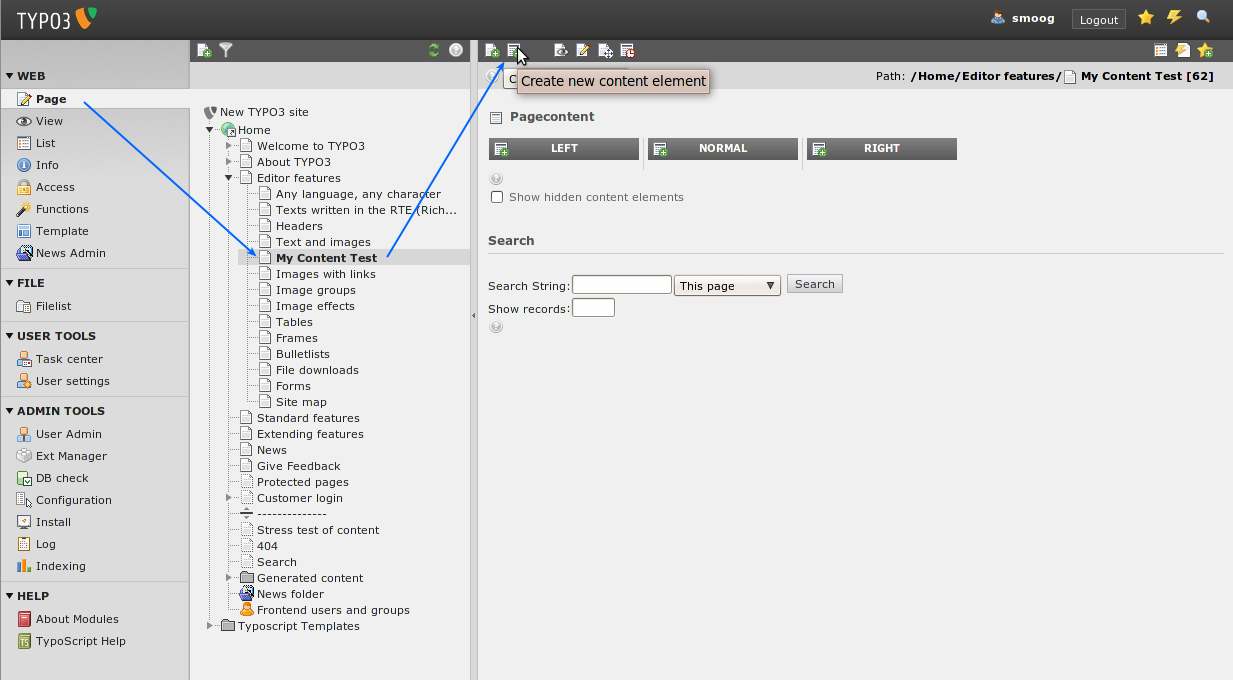 TYPO3
smoog
Logout
WEB
Page
View
List
Info
Access
Functions
Template
News Admin
FILE
Filelist
USER TOOLS
Task center
User settings
ADMIN TOOLS
User Admin
Ext Manager
DB check
Configuration
Install
Log
Indexing
HELP
About Modules
TypoScript Help
New TYPO3 site
Home
Welcome to TYPO3
About TYPO3
Editor features
Any language, any character
Texts written in the RTE (Rich...
Headers
Text and images
My Content Test
Images with links
Image groups
Image effects
Tables
Frames
Bulletlists
File downloads
Forms
Site map
Standard features
Extending features
News
Give Feedback
Protected pages
Customer login
--------------
Stress test of content
404
Search
Generated content
News folder
Frontend users and groups
Typoscript Templates
Create new content element
Path: /Home/Editor features/ My Content Test [62]
Pagecontent
LEFT NORMAL RIGHT
Show hidden content elements
Search
Search String: This page Search
Show records: